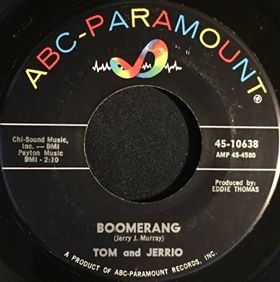 ABC-PARAMOUNT
Chi-Sound Music,
Inc. — BMI
Payton Music
BMI - 2:20
45-10638
AMP 45-4580
Produced by:
EDDIE THOMAS
BOOMERANG
(Jerry J. Murray)
TOM and JERRIO
A PRODUCT OF ABC-PARAMOUNT RECORDS, INC.